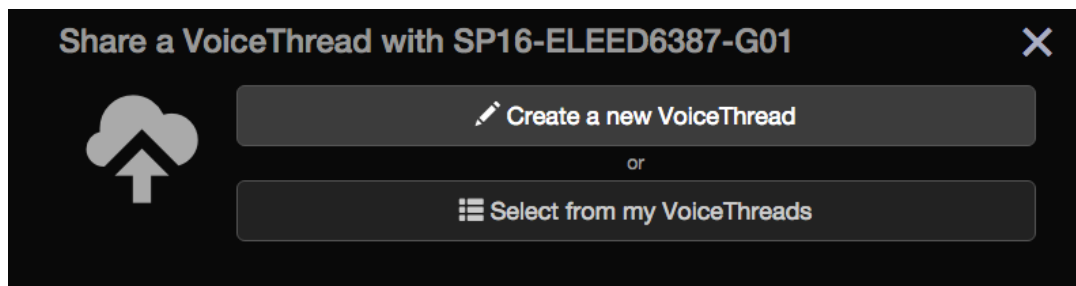 Share a VoiceThread with SP16-ELEED6387-G01
Create a new VoiceThread
or
Select from my VoiceThreads